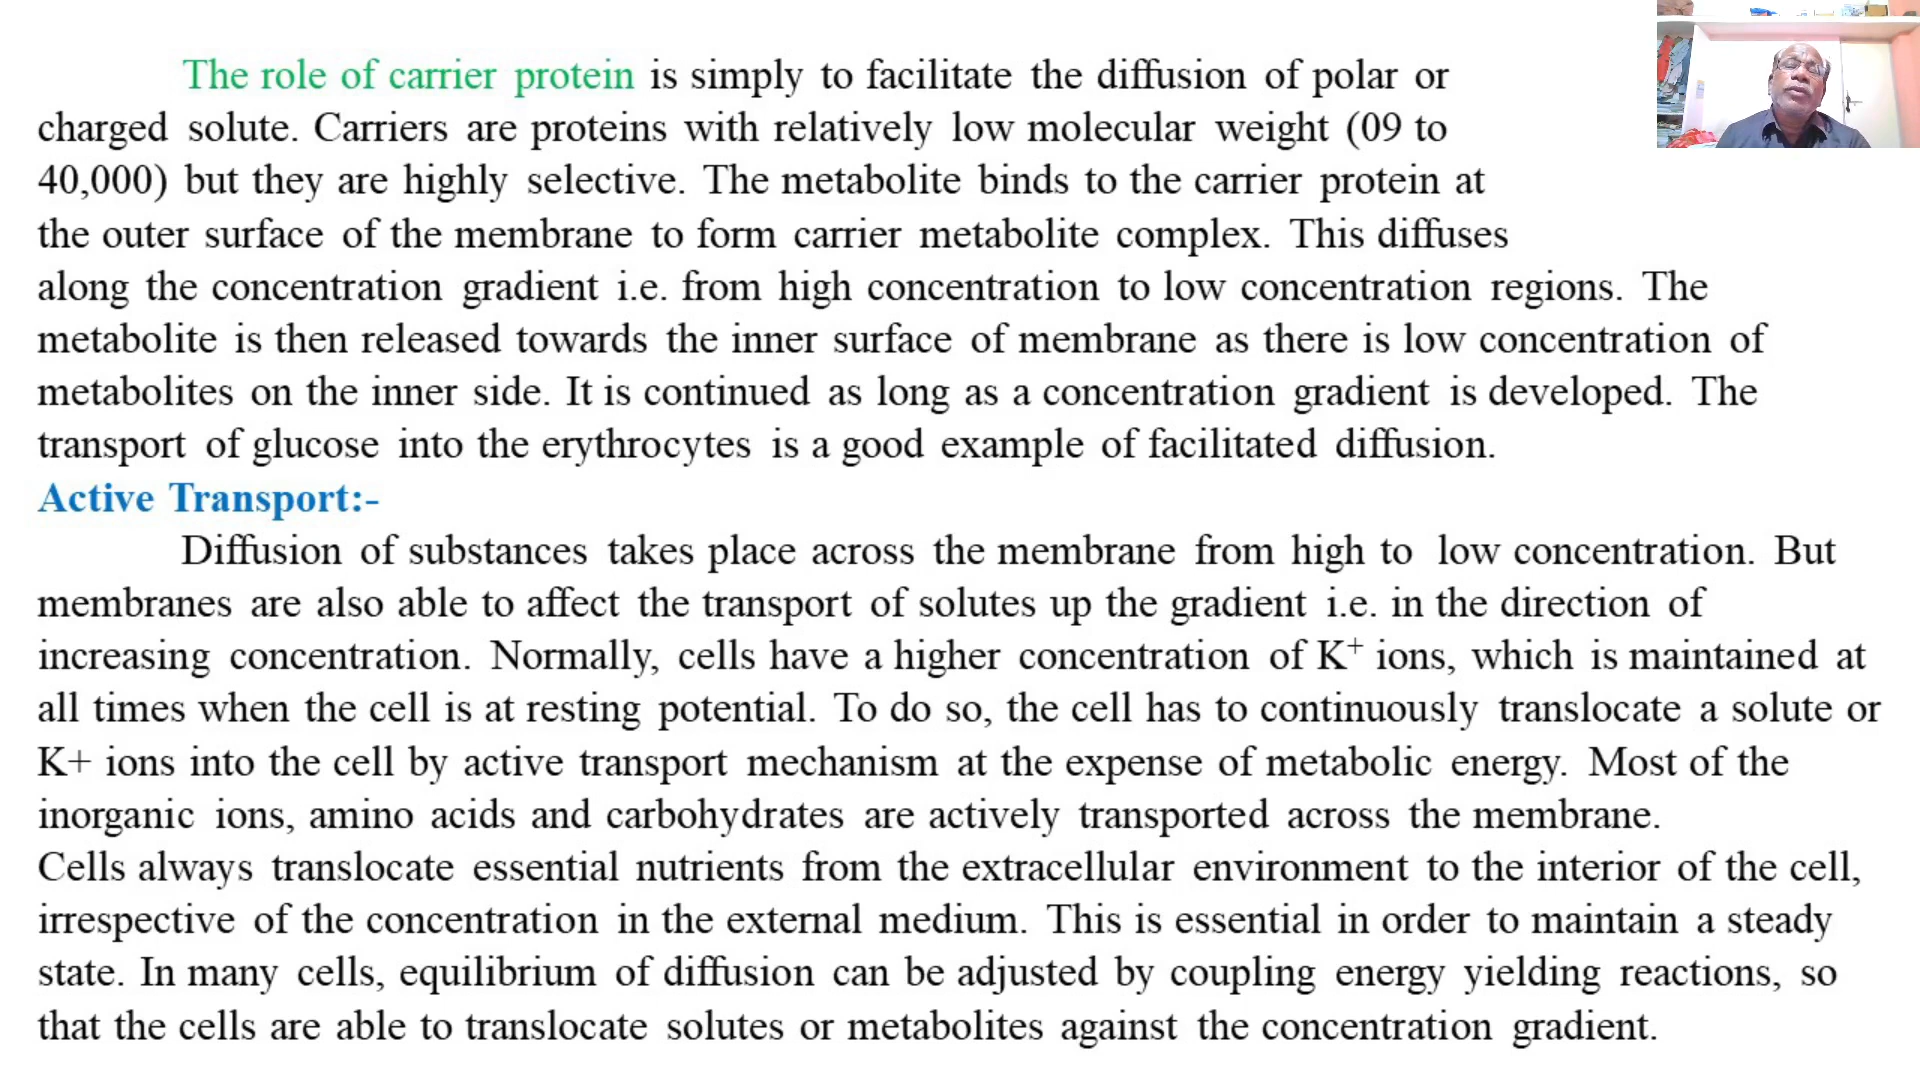 The role of carrier protein is simply to facilitate the diffusion of polar or
charged solute. Carriers are proteins with relatively low molecular weight (09 to
40,000) but they are highly selective. The metabolite binds to the carrier protein at
the outer surface of the membrane to form carrier metabolite complex. This diffuses
along the concentration gradient i.e. from high concentration to low concentration regions. The
metabolite is then released towards the inner surface of membrane as there is low concentration of
metabolites on the inner side. It is continued as long as a concentration gradient is developed. The
transport of glucose into the erythrocytes is a good example of facilitated diffusion.
Active Transport:-
Diffusion of substances takes place across the membrane from high to low concentration. But
membranes are also able to affect the transport of solutes up the gradient i.e. in the direction of
increasing concentration. Normally, cells have a higher concentration of K⁺ ions, which is maintained at
all times when the cell is at resting potential. To do so, the cell has to continuously translocate a solute or
K+ ions into the cell by active transport mechanism at the expense of metabolic energy. Most of the
inorganic ions, amino acids and carbohydrates are actively transported across the membrane.
Cells always translocate essential nutrients from the extracellular environment to the interior of the cell,
irrespective of the concentration in the external medium. This is essential in order to maintain a steady
state. In many cells, equilibrium of diffusion can be adjusted by coupling energy yielding reactions, so
that the cells are able to translocate solutes or metabolites against the concentration gradient.